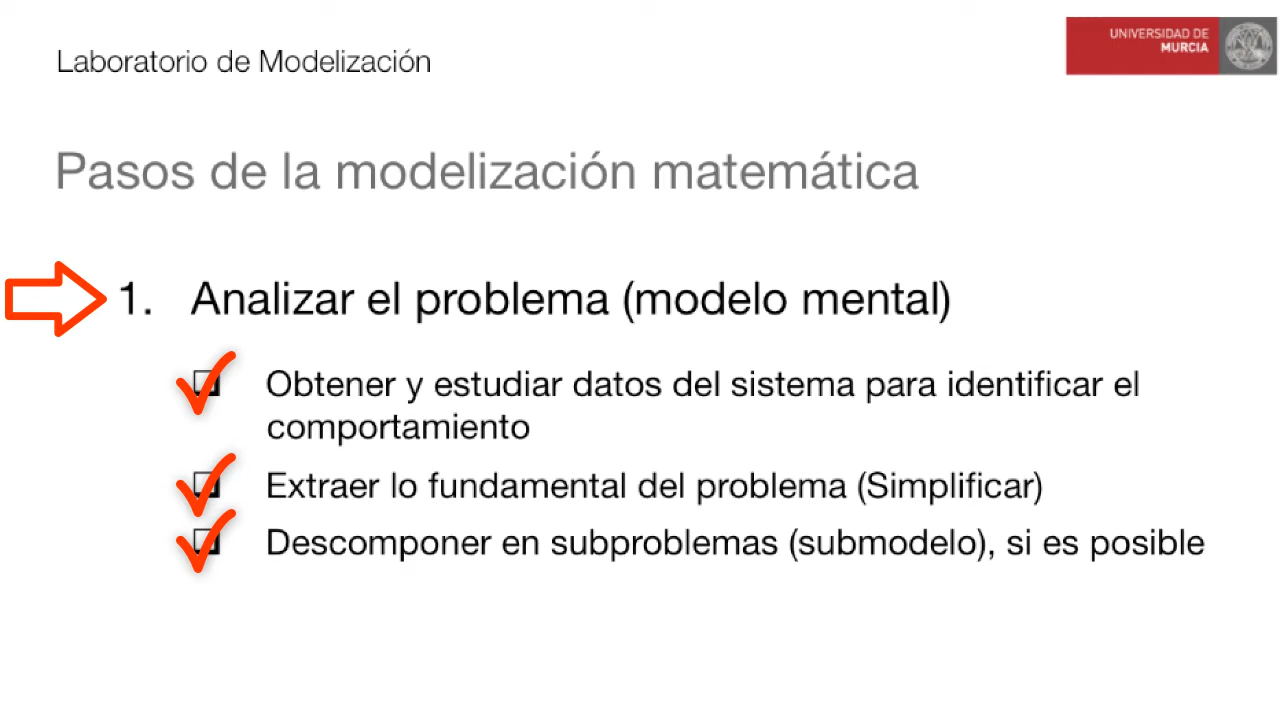 Laboratorio de Modelización
UNIVERSIDAD DE
MURCIA
Pasos de la modelización matemática
1. Analizar el problema (modelo mental)
Obtener y estudiar datos del sistema para identificar el
comportamiento
Extraer lo fundamental del problema (Simplificar)
Descomponer en subproblemas (submodelo), si es posible